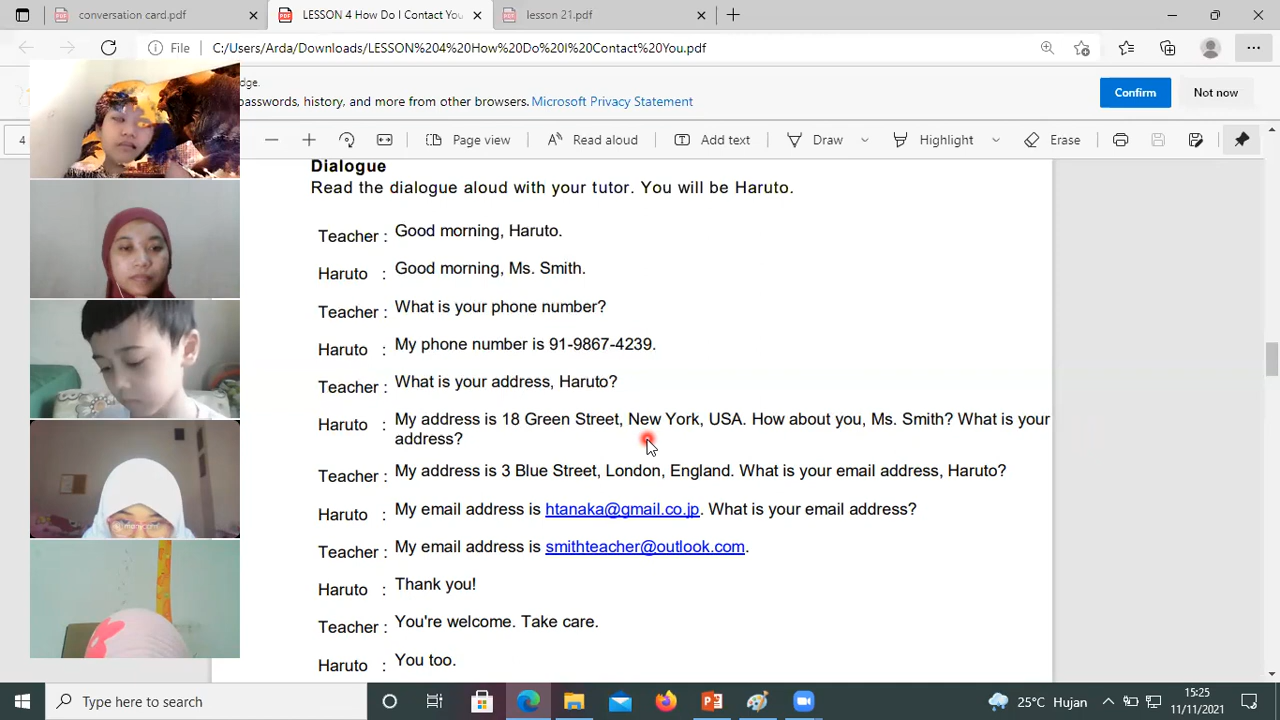 conversation card.pdf
LESSON 4 How Do I Contact You
lesson 21.pdf
File
C:/Users/Arda/Downloads/LESSON%204%20How%20Do%20I%20Contact%20You.pdf
dge.
passwords, history, and more from other browsers. Microsoft Privacy Statement
Confirm
Not now
4
Page view
Read aloud
Add text
Draw
Highlight
Erase
Dialogue
Read the dialogue aloud with your tutor. You will be Haruto.
Teacher : Good morning, Haruto.
Haruto : Good morning, Ms. Smith.
Teacher : What is your phone number?
Haruto : My phone number is 91-9867-4239.
Teacher : What is your address, Haruto?
Haruto : My address is 18 Green Street, New York, USA. How about you, Ms. Smith? What is your
address?
Teacher : My address is 3 Blue Street, London, England. What is your email address, Haruto?
Haruto : My email address is htanaka@gmail.co.jp. What is your email address?
Teacher : My email address is smithteacher@outlook.com.
Haruto : Thank you!
Teacher : You're welcome. Take care.
Haruto : You too.
Type here to search
25°C Hujan
15:25
11/11/2021